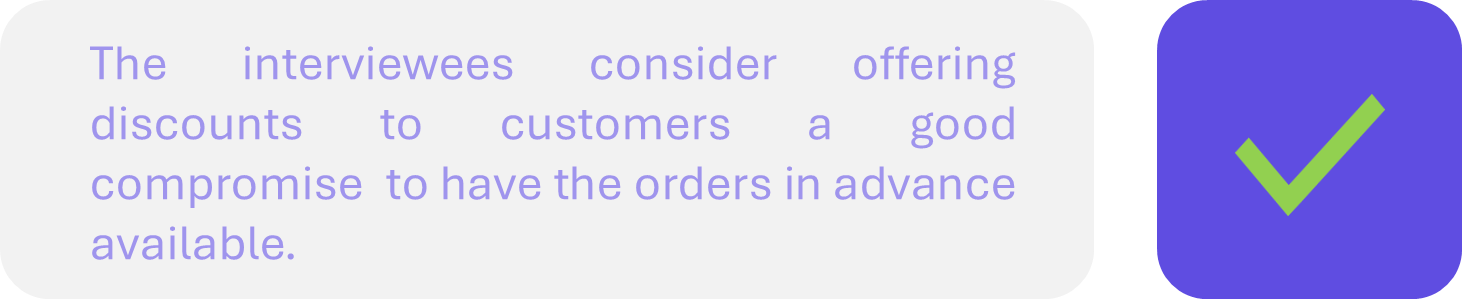 The interviewees consider offering
discounts to customers a good
compromise to have the orders in advance
available.